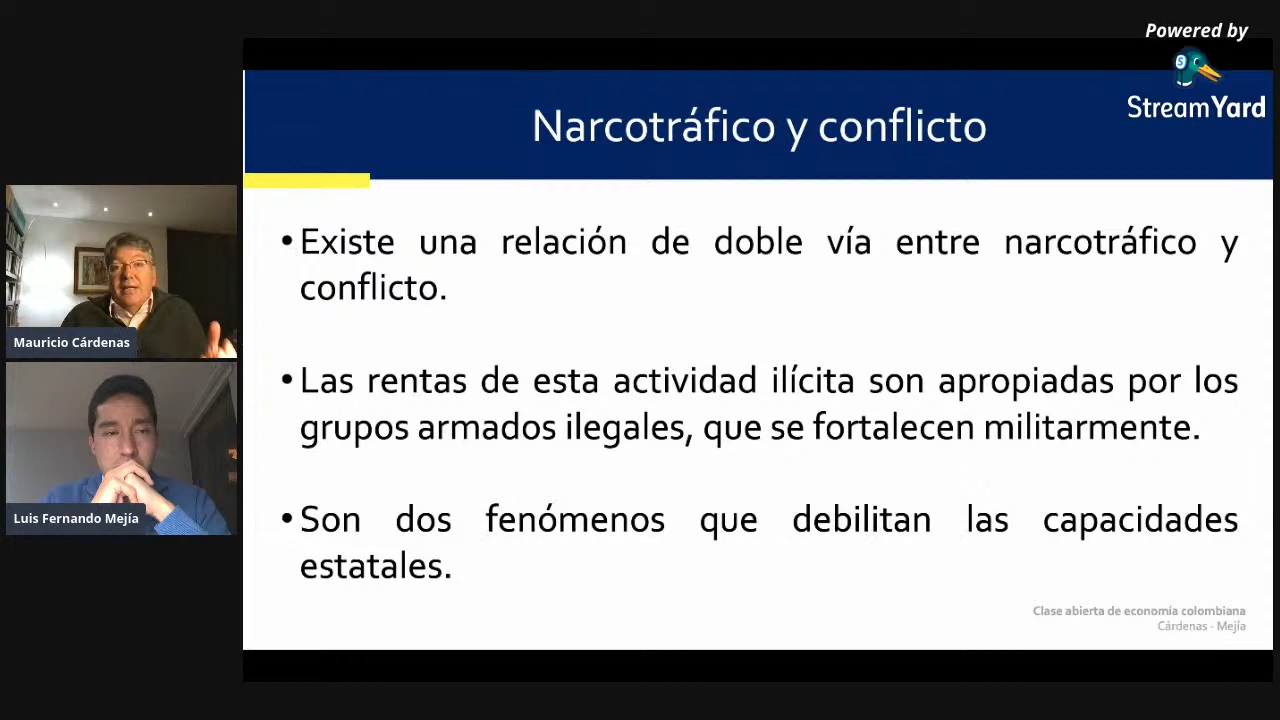 Powered by
StreamYard
Narcotráfico y conflicto
• Existe una relación de doble vía entre narcotráfico y
conflicto.
• Las rentas de esta actividad ilícita son apropiadas por los
grupos armados ilegales, que se fortalecen militarmente.
• Son dos fenómenos que debilitan las capacidades
estatales.
Clase abierta de economía colombiana
Cárdenas - Mejía
Mauricio Cárdenas
Luis Fernando Mejía